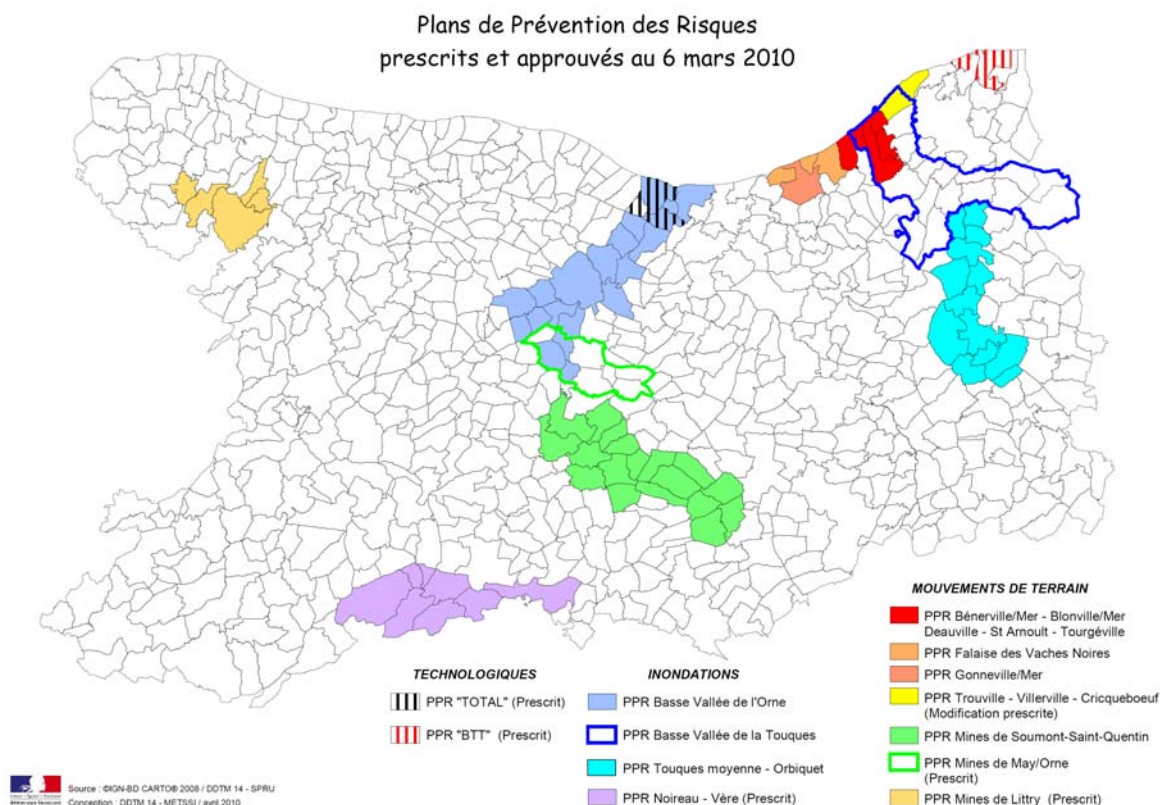 Plans de Prévention des Risques
prescrits et approuvés au 6 mars 2010
TECHNOLOGIQUES
PPR "TOTAL" (Prescrit)
PPR "BTT" (Prescrit)
INONDATIONS
PPR Basse Vallée de l'Orne
PPR Basse Vallée de la Touques
PPR Touques moyenne - Orbiquet
PPR Noireau - Vère (Prescrit)
MOUVEMENTS DE TERRAIN
PPR Bénerville/Mer - Blonville/Mer
Deauville - St Arnoult - Tourgéville
PPR Falaise des Vaches Noires
PPR Gonneville/Mer
PPR Trouville - Villerville - Cricqueboeuf
(Modification prescrite)
PPR Mines de Soumont-Saint-Quentin
PPR Mines de May/Orne
(Prescrit)
PPR Mines de Littry (Prescrit)
Source : ©IGN-BD CARTO® 2008 / DDTM 14 - SPRU
Conception : DDTM 14 - METSSI / avril 2010